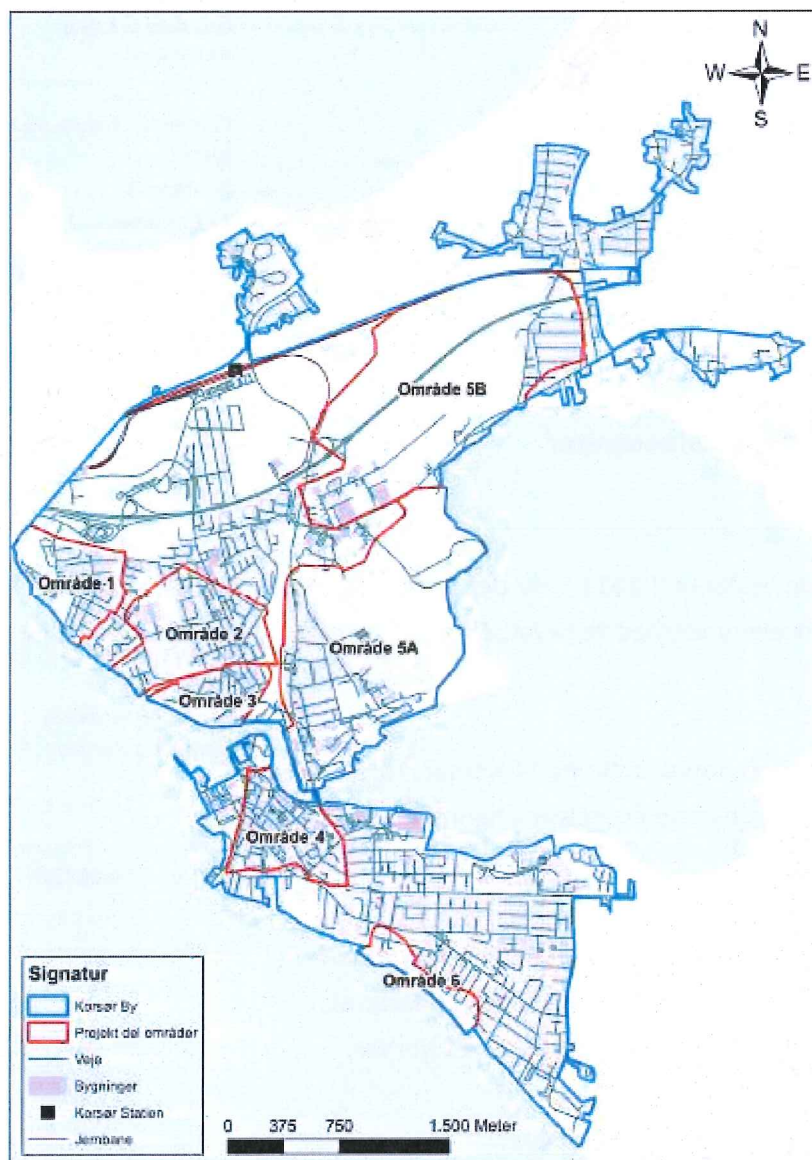 N
W E
S
Område 5B
Område 1
Område 2
Område 5A
Område 3
Område 4
Område 6
Signatur
Korsør By
Projekt del områder
Veje
Bygninger
Korsør Station
Jernbane
0 375 750 1.500 Meter